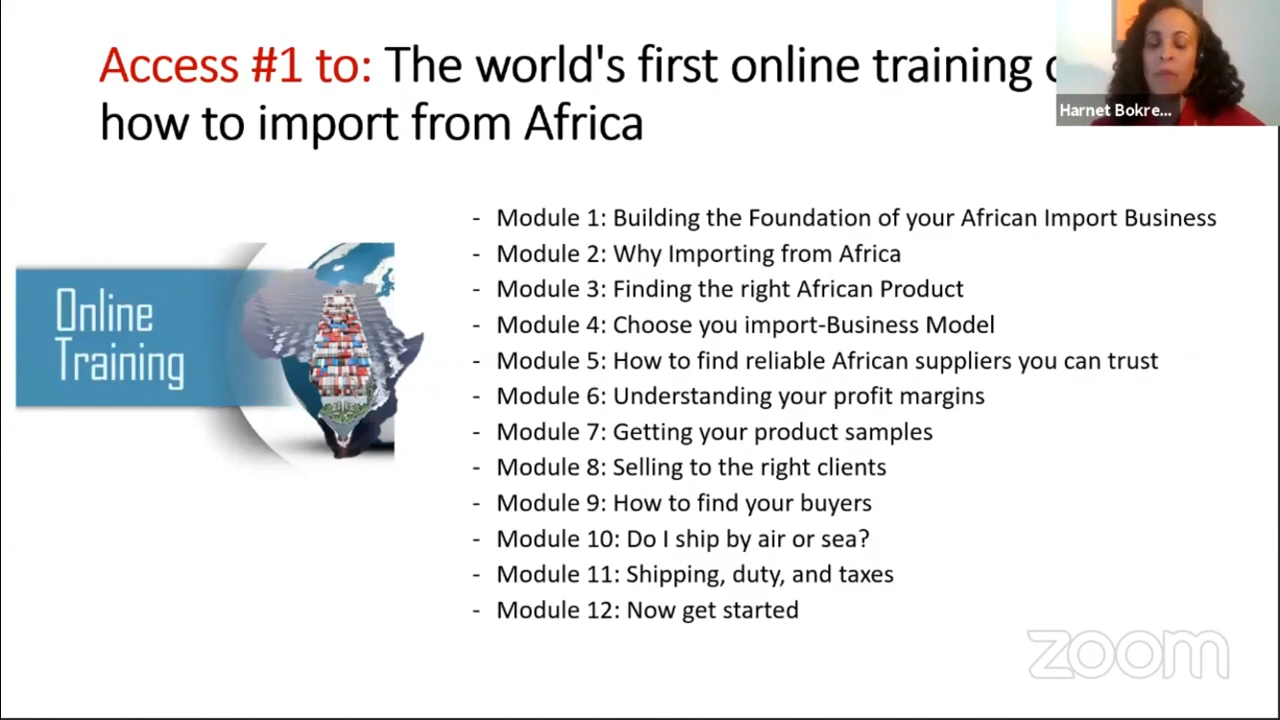 Access #1 to: The world's first online training
how to import from Africa
Harnet Bokre...
Online
Training
- Module 1: Building the Foundation of your African Import Business
- Module 2: Why Importing from Africa
- Module 3: Finding the right African Product
- Module 4: Choose you import-Business Model
- Module 5: How to find reliable African suppliers you can trust
- Module 6: Understanding your profit margins
- Module 7: Getting your product samples
- Module 8: Selling to the right clients
- Module 9: How to find your buyers
- Module 10: Do I ship by air or sea?
- Module 11: Shipping, duty, and taxes
- Module 12: Now get started
zoom